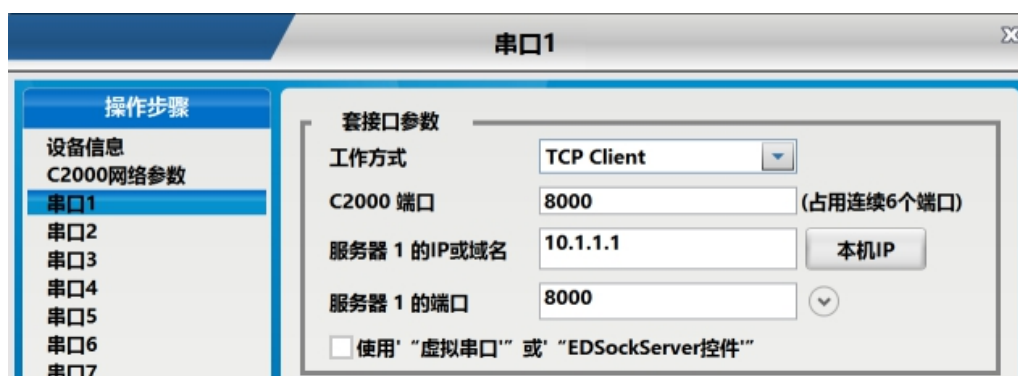 串口1
操作步骤
设备信息
C2000网络参数
串口1
串口2
串口3
串口4
串口5
串口6
串口7
套接口参数
工作方式 TCP Client
C2000 端口 8000 (占用连续6个端口)
服务器 1 的IP或域名 10.1.1.1 本机IP
服务器 1 的端口 8000
使用' “虚拟串口'” 或' “EDSockServer控件'”